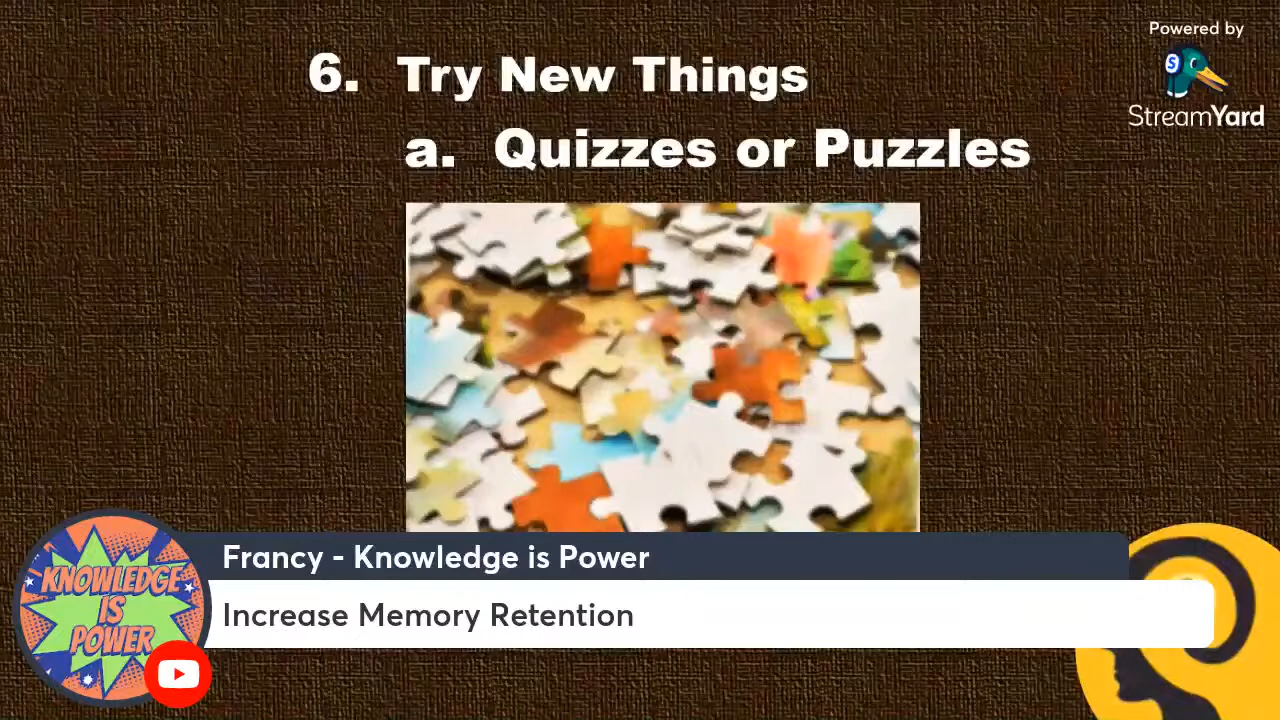 Powered by
StreamYard
6. Try New Things
a. Quizzes or Puzzles
Francy - Knowledge is Power
Increase Memory Retention
KNOWLEDGE
IS
POWER
S